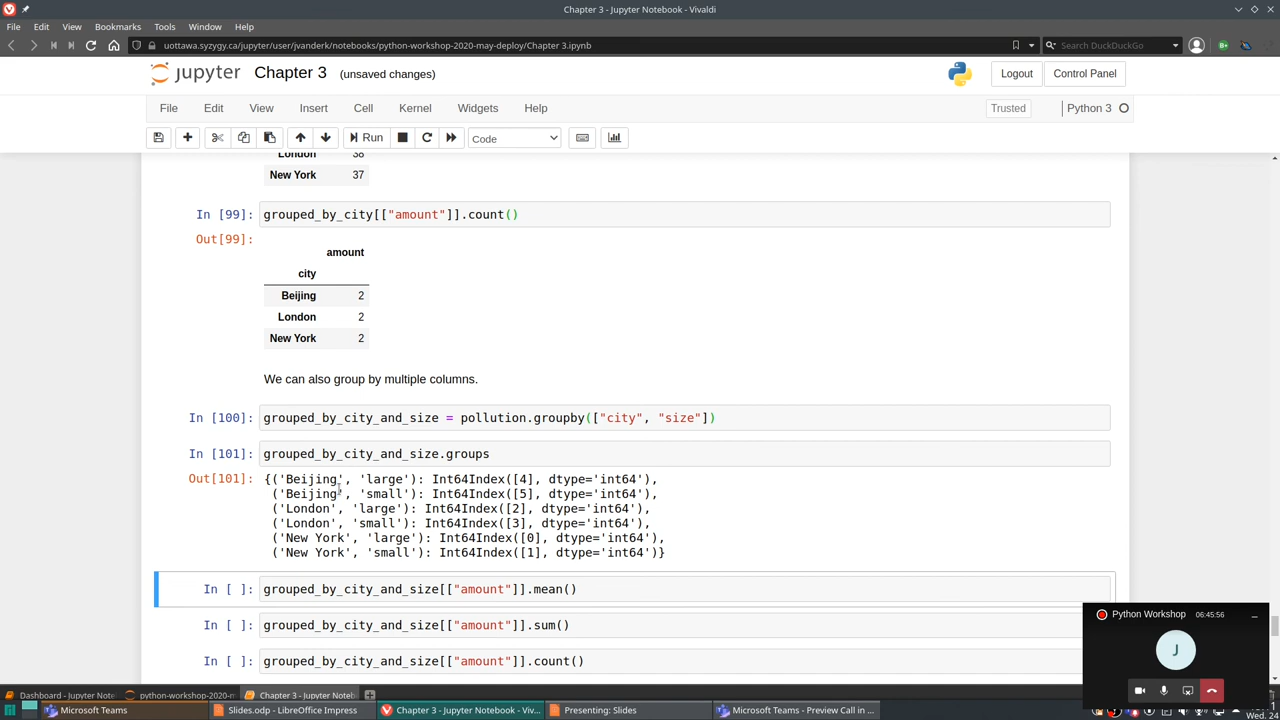 Chapter 3 - Jupyter Notebook - Vivaldi
File Edit View Bookmarks Tools Window Help
uottawa.syzygy.ca/jupyter/user/jvanderk/notebooks/python-workshop-2020-may-deploy/Chapter 3.ipynb
Search DuckDuckGo
jupyter Chapter 3 (unsaved changes)
Logout Control Panel
File Edit View Insert Cell Kernel Widgets Help
Trusted Python 3
Run Code
London 38
New York 37
In [99]: grouped_by_city[["amount"]].count()
Out[99]:
amount
city
Beijing 2
London 2
New York 2
We can also group by multiple columns.
In [100]: grouped_by_city_and_size = pollution.groupby(["city", "size"])
In [101]: grouped_by_city_and_size.groups
Out[101]: {('Beijing', 'large'): Int64Index([4], dtype='int64'),
('Beijing', 'small'): Int64Index([5], dtype='int64'),
('London', 'large'): Int64Index([2], dtype='int64'),
('London', 'small'): Int64Index([3], dtype='int64'),
('New York', 'large'): Int64Index([0], dtype='int64'),
('New York', 'small'): Int64Index([1], dtype='int64')}
In [ ]: grouped_by_city_and_size[["amount"]].mean()
In [ ]: grouped_by_city_and_size[["amount"]].sum()
In [ ]: grouped_by_city_and_size[["amount"]].count()
Python Workshop 06:45:56
J
Dashboard - Jupyter Note python-workshop-2020-m Chapter 3 - Jupyter Noteb
Microsoft Teams Slides.odp - LibreOffice Impress Chapter 3 - Jupyter Notebook - Viv... Presenting: Slides Microsoft Teams - Preview Call in ...
Wed. 24